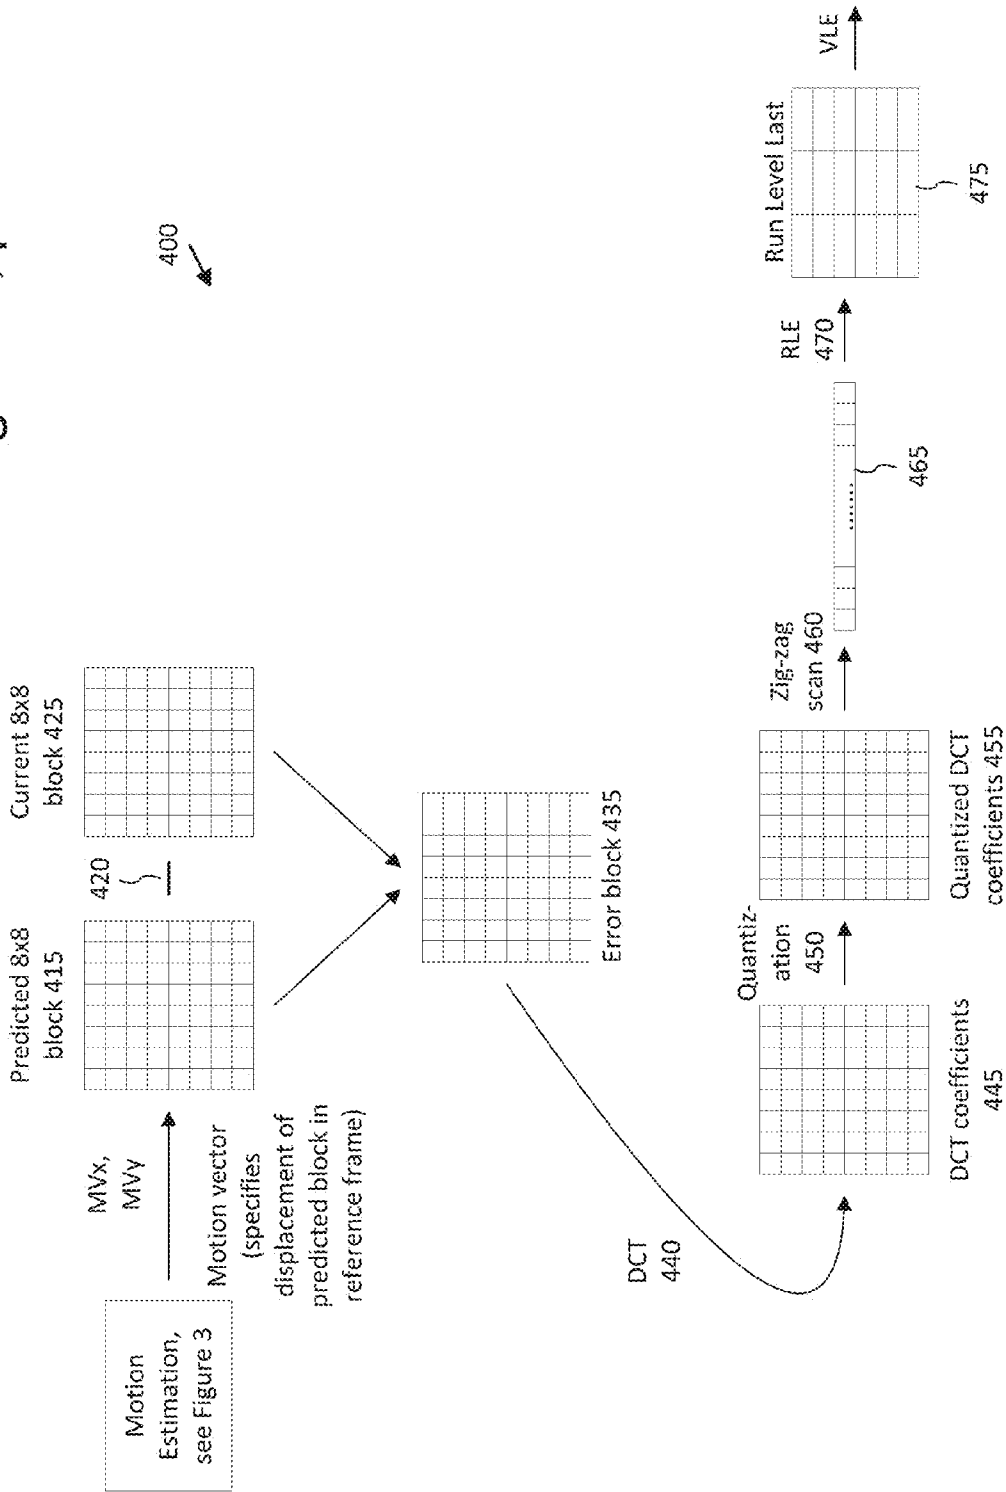 400
Motion
Estimation,
see Figure 3
MVx,
MVy
Motion vector
(specifies
displacement of
predicted block in
reference frame)
Predicted 8x8
block 415
420
Current 8x8
block 425
Error block 435
DCT
440
DCT coefficients
445
Quantiz-
ation
450
Quantized DCT
coefficients 455
Zig-zag
scan 460
465
RLE
470
Run Level Last
475
VLE